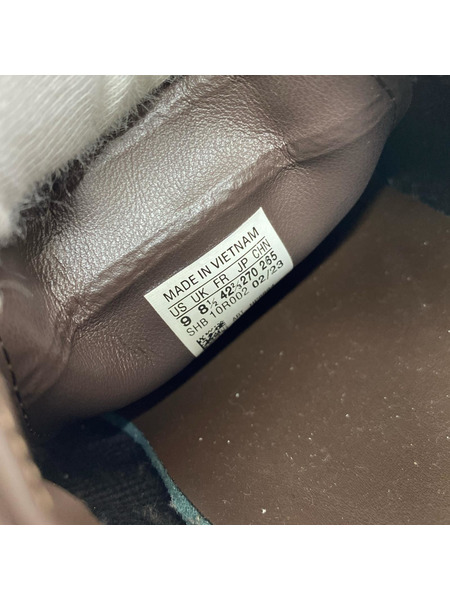 MADE IN VIETNAM
US UK FR JP CHN
9 8½ 42⅔ 270 265
SHB 10R002 02/23